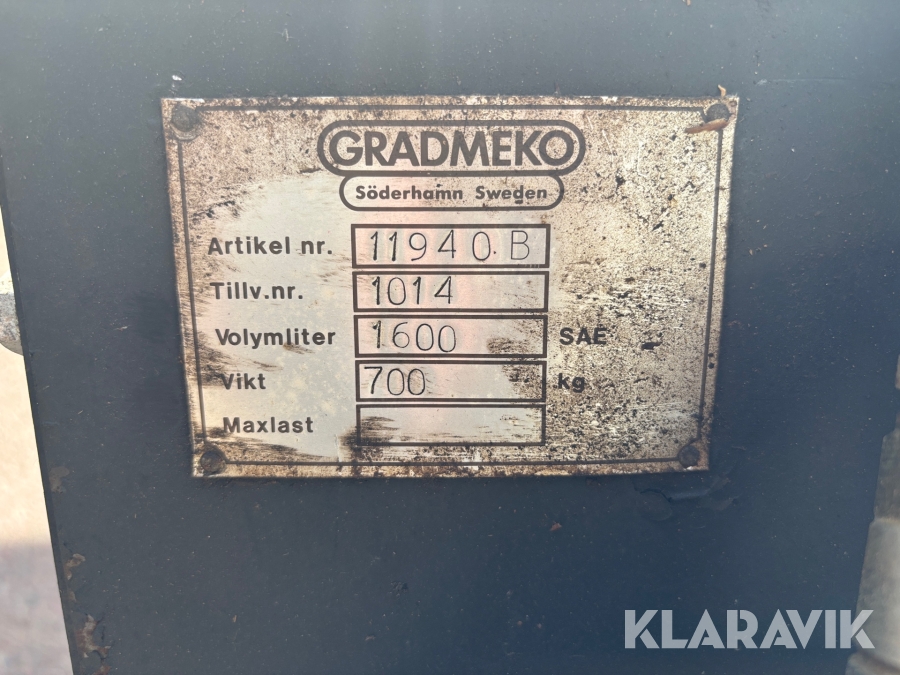 GRADMEKO
Söderhamn Sweden
Artikel nr. 11940.B
Tillv.nr. 1014
Volymliter 1600 SAE
Vikt 700 kg
Maxlast
KLARAVIK